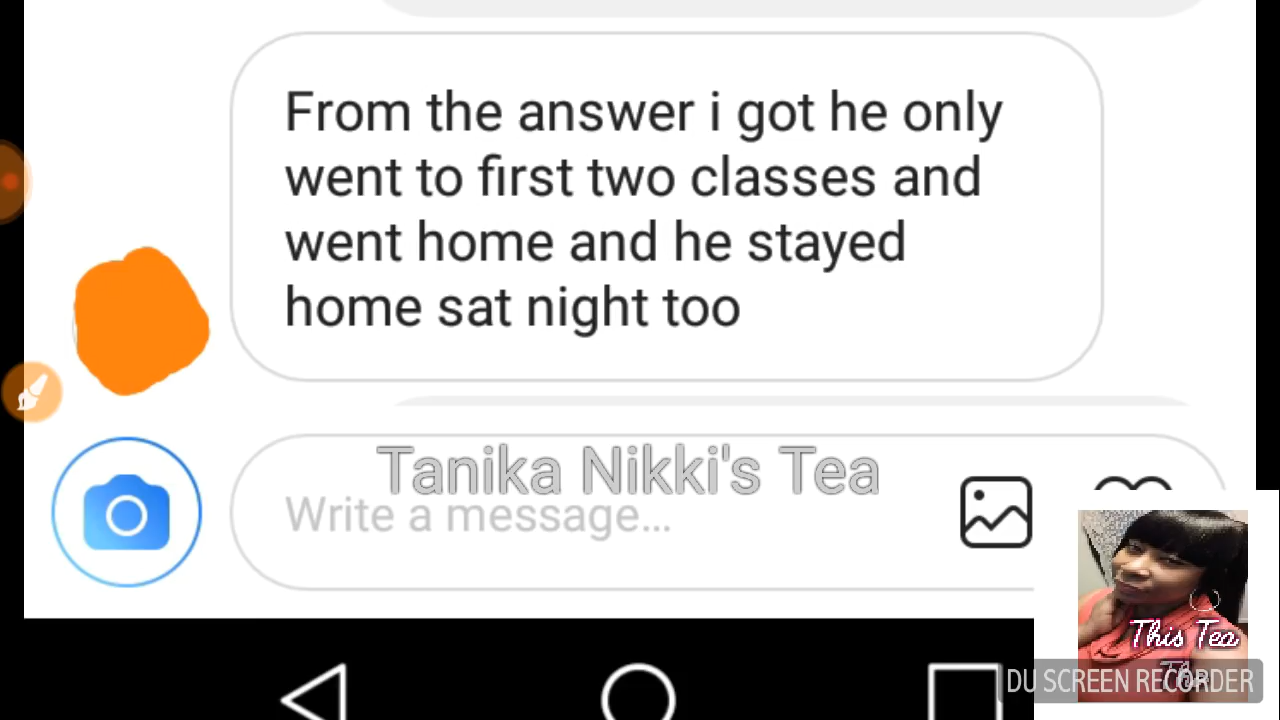 From the answer i got he only
went to first two classes and
went home and he stayed
home sat night too
Tanika Nikki's Tea
Write a message...
This Tea
DU SCREEN RECORDER